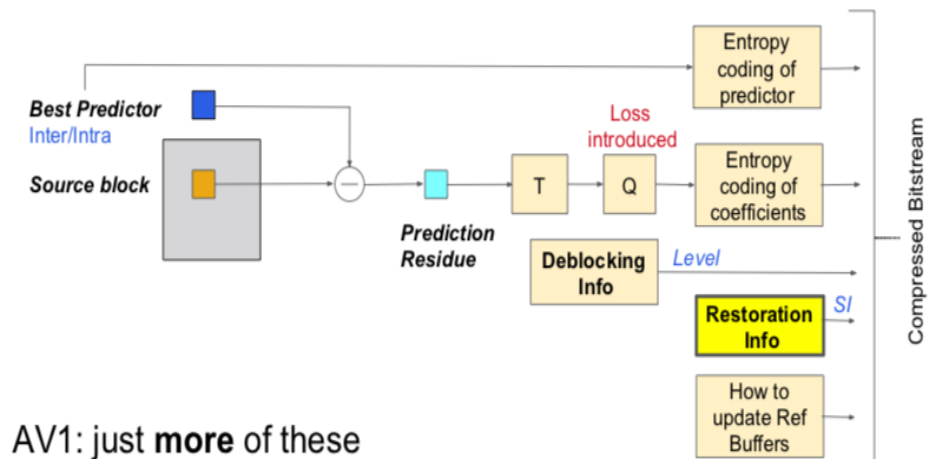 Entropy
coding of
predictor
Best Predictor
Inter/Intra
Loss
introduced
Source block
T
Q
Entropy
coding of
coefficients
Prediction
Residue
Deblocking
Info
Level
Restoration
Info
SI
How to
update Ref
Buffers
Compressed Bitstream
AV1: just more of these